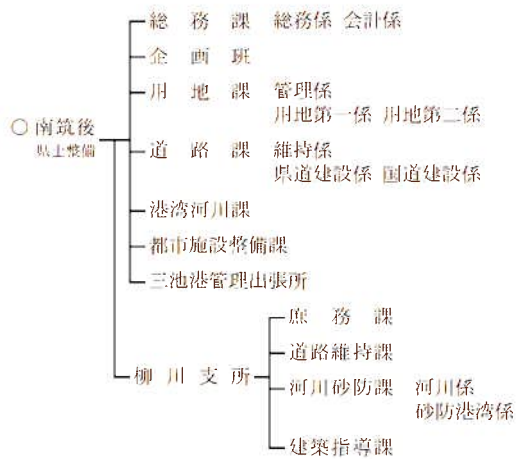 総務課 総務係 会計係
企画班
用地課 管理係
用地第一係 用地第二係
○南筑後
県土整備
道路課 維持係
県道建設係 国道建設係
港湾河川課
都市施設整備課
三池港管理出張所
柳川支所
庶務課
道路維持課
河川砂防課 河川係
砂防港湾係
建築指導課